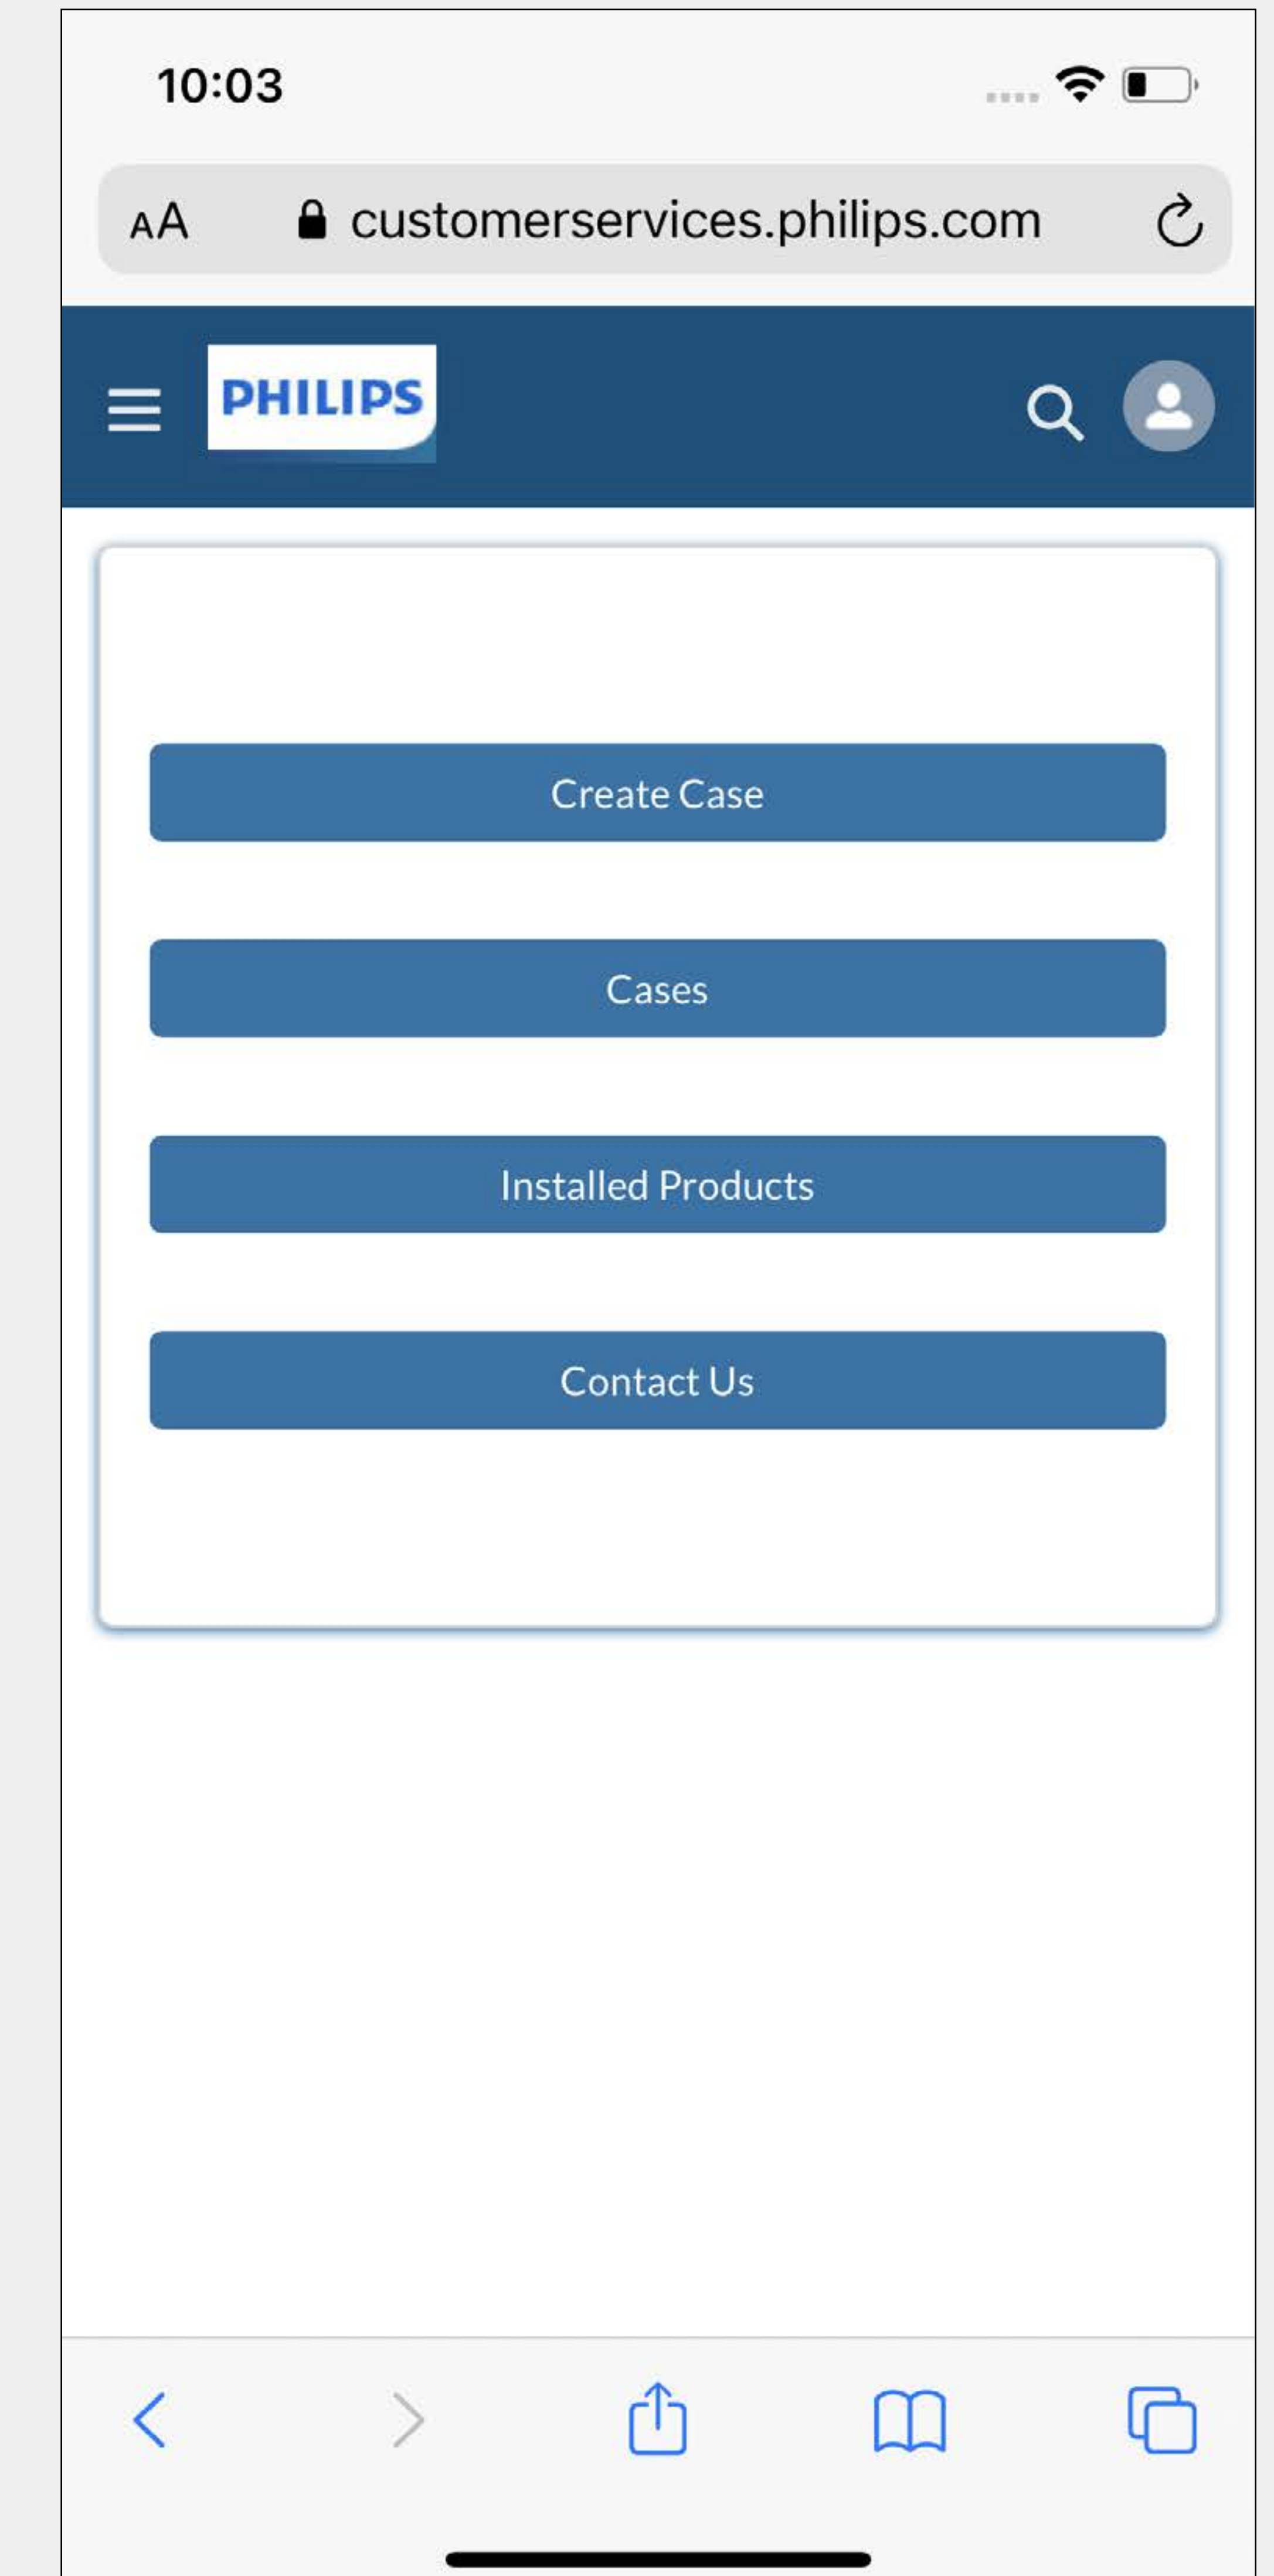 10:03
AA customerservices.philips.com
PHILIPS
Create Case
Cases
Installed Products
Contact Us